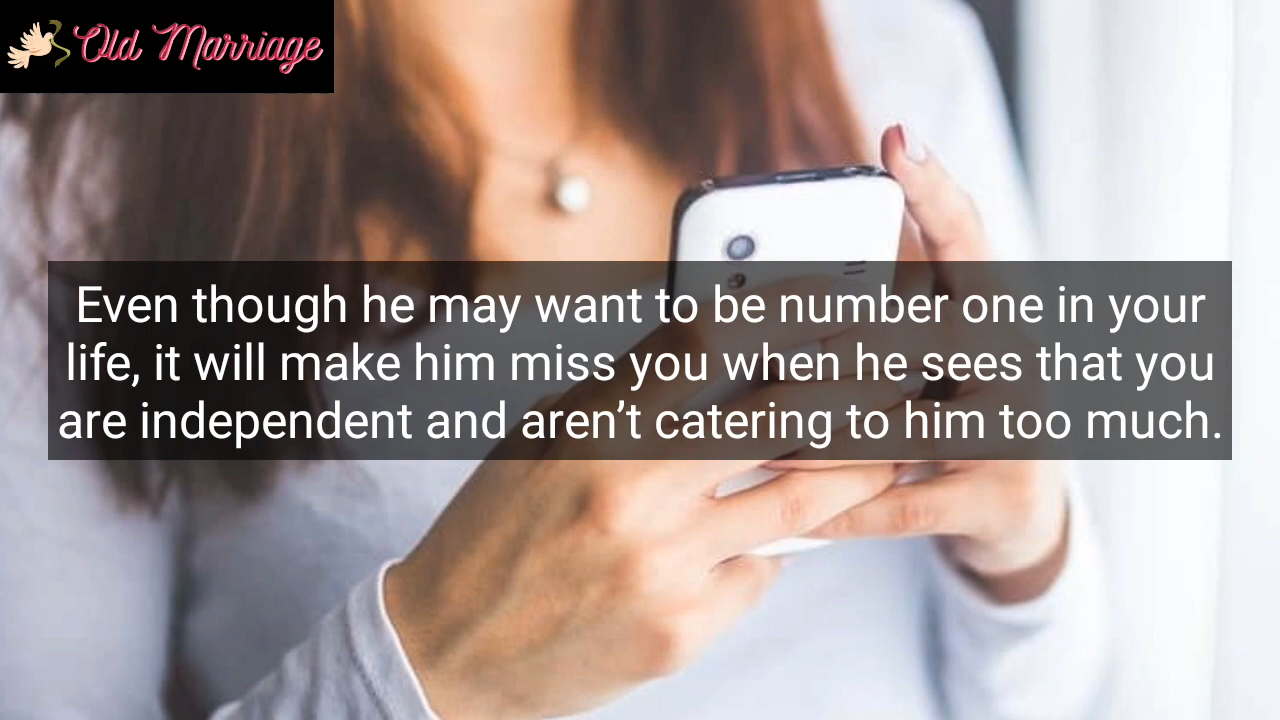 Old Marriage
Even though he may want to be number one in your
life, it will make him miss you when he sees that you
are independent and aren’t catering to him too much.